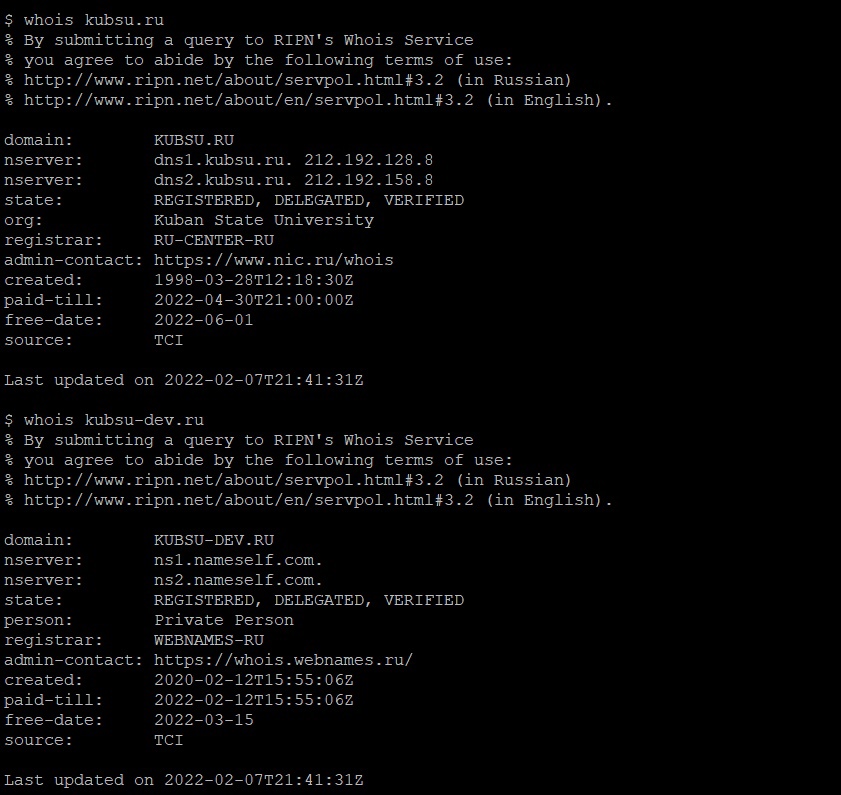 $ whois kubsu.ru
% By submitting a query to RIPN's Whois Service
% you agree to abide by the following terms of use:
% http://www.ripn.net/about/servpol.html#3.2 (in Russian)
% http://www.ripn.net/about/en/servpol.html#3.2 (in English).

domain:        KUBSU.RU
nserver:       dns1.kubsu.ru. 212.192.128.8
nserver:       dns2.kubsu.ru. 212.192.158.8
state:         REGISTERED, DELEGATED, VERIFIED
org:           Kuban State University
registrar:     RU-CENTER-RU
admin-contact: https://www.nic.ru/whois
created:       1998-03-28T12:18:30Z
paid-till:     2022-04-30T21:00:00Z
free-date:     2022-06-01
source:        TCI

Last updated on 2022-02-07T21:41:31Z

$ whois kubsu-dev.ru
% By submitting a query to RIPN's Whois Service
% you agree to abide by the following terms of use:
% http://www.ripn.net/about/servpol.html#3.2 (in Russian)
% http://www.ripn.net/about/en/servpol.html#3.2 (in English).

domain:        KUBSU-DEV.RU
nserver:       ns1.nameself.com.
nserver:       ns2.nameself.com.
state:         REGISTERED, DELEGATED, VERIFIED
person:        Private Person
registrar:     WEBNAMES-RU
admin-contact: https://whois.webnames.ru/
created:       2020-02-12T15:55:06Z
paid-till:     2022-02-12T15:55:06Z
free-date:     2022-03-15
source:        TCI

Last updated on 2022-02-07T21:41:31Z